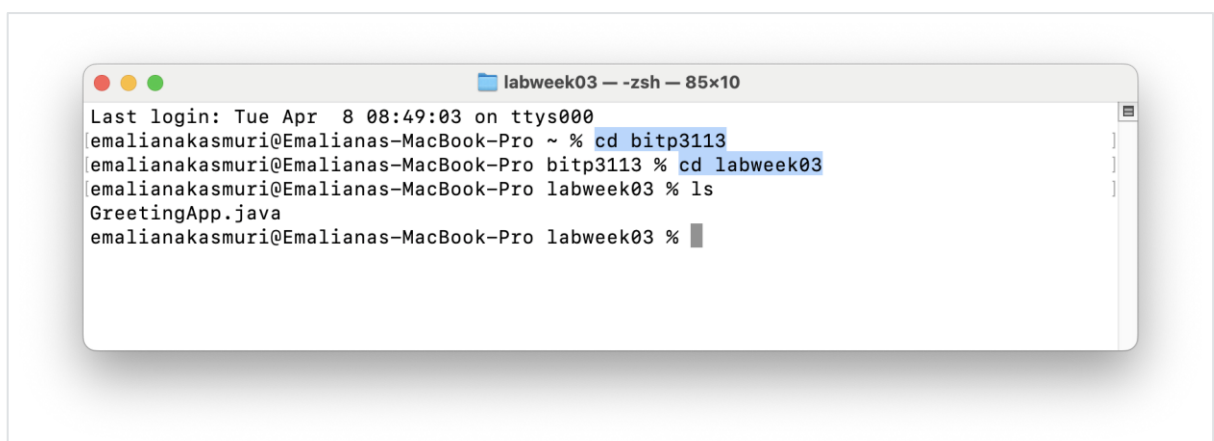 labweek03 — -zsh — 85×10
Last login: Tue Apr  8 08:49:03 on ttys000
[emalianakasmuri@Emalianas-MacBook-Pro ~ % cd bitp3113 ]
[emalianakasmuri@Emalianas-MacBook-Pro bitp3113 % cd labweek03 ]
[emalianakasmuri@Emalianas-MacBook-Pro labweek03 % ls ]
GreetingApp.java
emalianakasmuri@Emalianas-MacBook-Pro labweek03 %